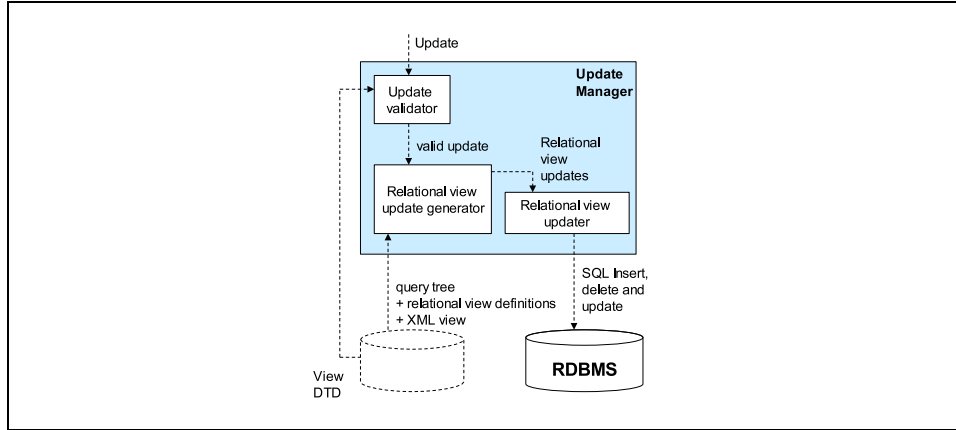 Update
Update
Manager
Update
validator
valid update
Relational
view
updates
Relational view
update generator
Relational view
updater
SQL Insert,
delete and
update
query tree
+ relational view definitions
+ XML view
RDBMS
View
DTD